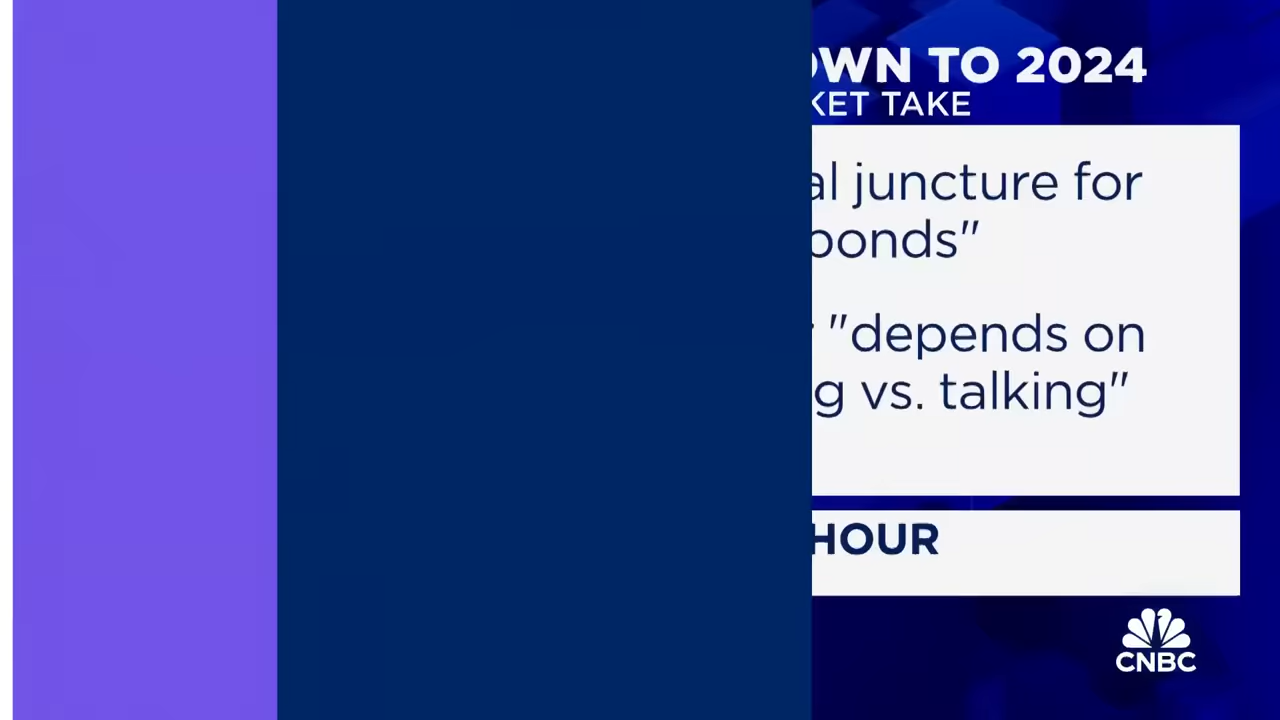 OWN TO 2024
KET TAKE
al juncture for
bonds"
"depends on
g vs. talking"
HOUR
CNBC